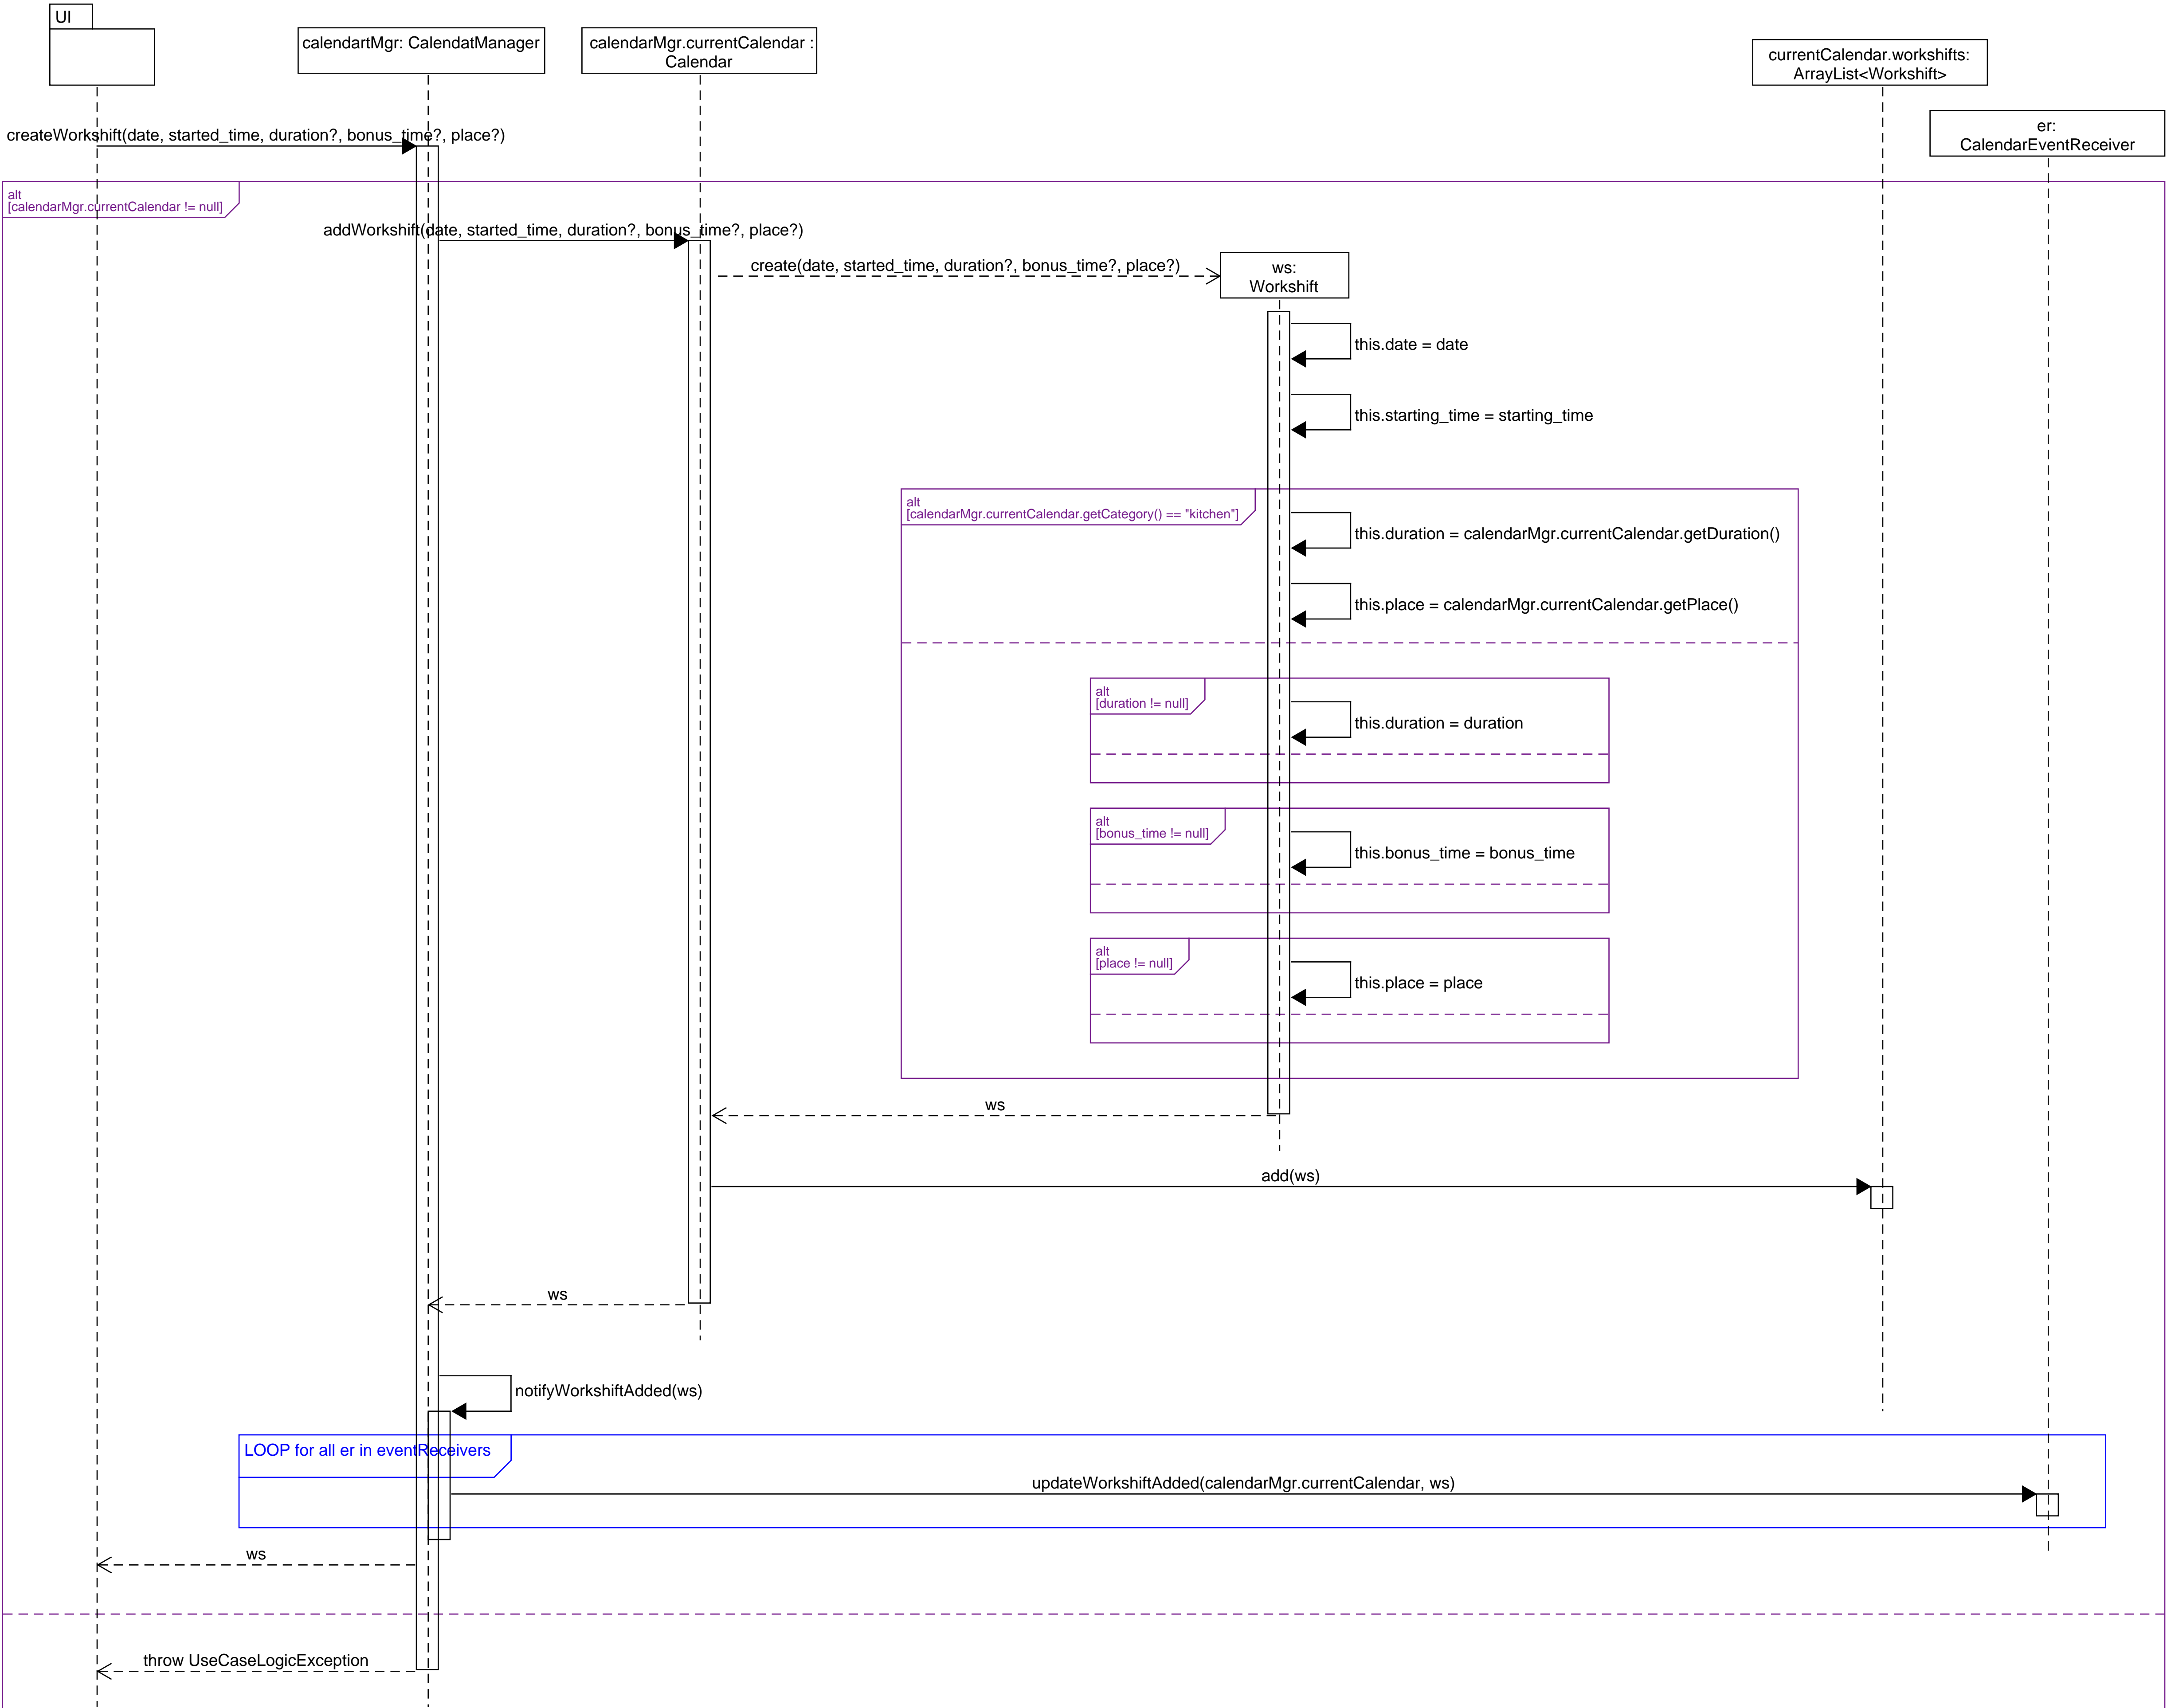 UI
calendartMgr: CalendatManager
calendarMgr.currentCalendar :
Calendar
currentCalendar.workshifts:
ArrayList<Workshift>
er:
CalendarEventReceiver
createWorkshift(date, started_time, duration?, bonus_time?, place?)
alt
[calendarMgr.currentCalendar != null]
addWorkshift(date, started_time, duration?, bonus_time?, place?)
create(date, started_time, duration?, bonus_time?, place?)
ws:
Workshift
this.date = date
this.starting_time = starting_time
alt
[calendarMgr.currentCalendar.getCategory() == "kitchen"]
this.duration = calendarMgr.currentCalendar.getDuration()
this.place = calendarMgr.currentCalendar.getPlace()
alt
[duration != null]
this.duration = duration
alt
[bonus_time != null]
this.bonus_time = bonus_time
alt
[place != null]
this.place = place
ws
add(ws)
ws
notifyWorkshiftAdded(ws)
LOOP for all er in eventReceivers
updateWorkshiftAdded(calendarMgr.currentCalendar, ws)
ws
throw UseCaseLogicException